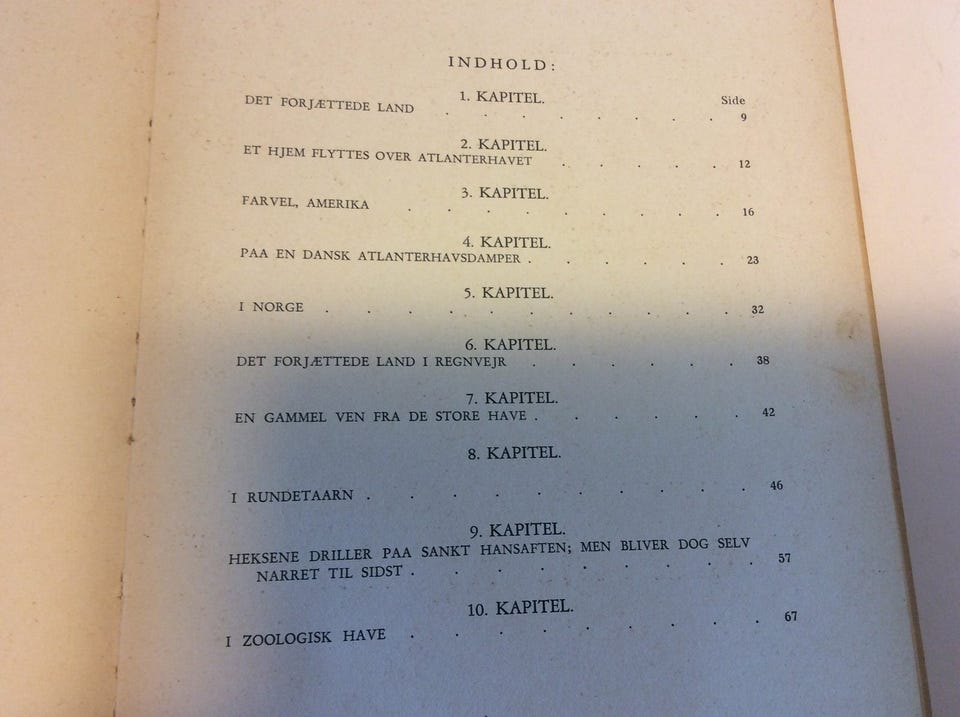 INDHOLD:
1. KAPITEL. Side
DET FORJÆTTEDE LAND . . . . . . . . 9
2. KAPITEL.
ET HJEM FLYTTES OVER ATLANTERHAVET . . . . . 12
3. KAPITEL.
FARVEL, AMERIKA . . . . . . . . . 16
4. KAPITEL.
PAA EN DANSK ATLANTERHAVSDAMPER . . . . . . 23
5. KAPITEL.
I NORGE . . . . . . . . . . . 32
6. KAPITEL.
DET FORJÆTTEDE LAND I REGNVEJR . . . . . . 38
7. KAPITEL.
EN GAMMEL VEN FRA DE STORE HAVE . . . . . . 42
8. KAPITEL.
I RUNDETAARN . . . . . . . . . . 46
9. KAPITEL.
HEKSENE DRILLER PAA SANKT HANSAFTEN; MEN BLIVER DOG SELV
NARRET TIL SIDST . . . . . . . . . 57
10. KAPITEL.
I ZOOLOGISK HAVE . . . . . . . . . 67